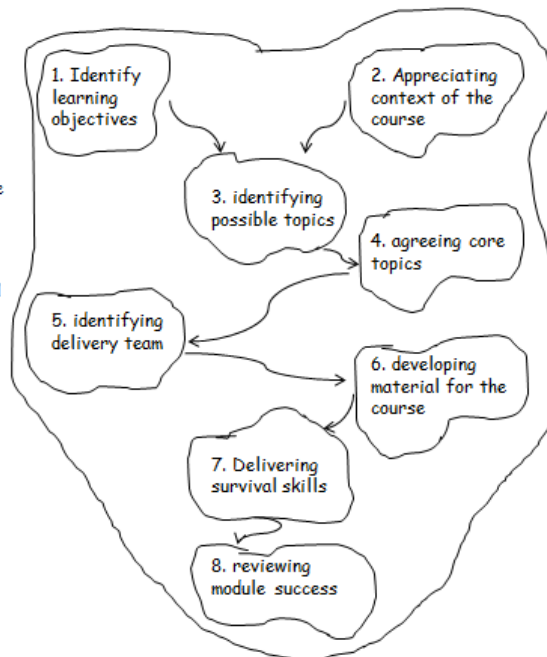 1. Identify
learning
objectives
2. Appreciating
context of the
course
3. identifying
possible topics
4. agreeing core
topics
5. identifying
delivery team
6. developing
material for the
course
7. Delivering
survival skills
8. reviewing
module success